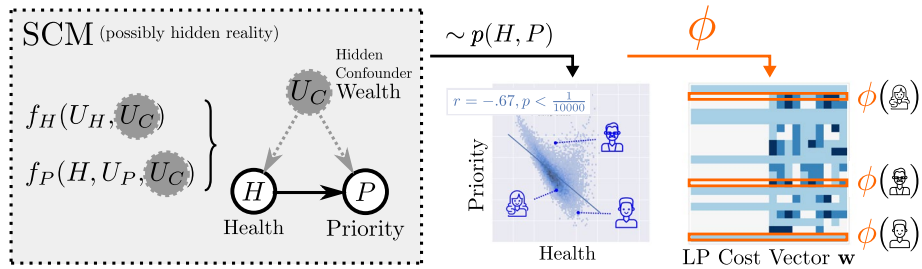 SCM (possibly hidden reality)
Hidden
Confounder
Wealth
U_C
f_H(U_H, U_C)
f_P(H, U_P, U_C)
H
P
Health
Priority
∼ p(H, P)
r = −.67, p < 1/10000
Priority
Health
ϕ
ϕ( )
ϕ( )
ϕ( )
LP Cost Vector w